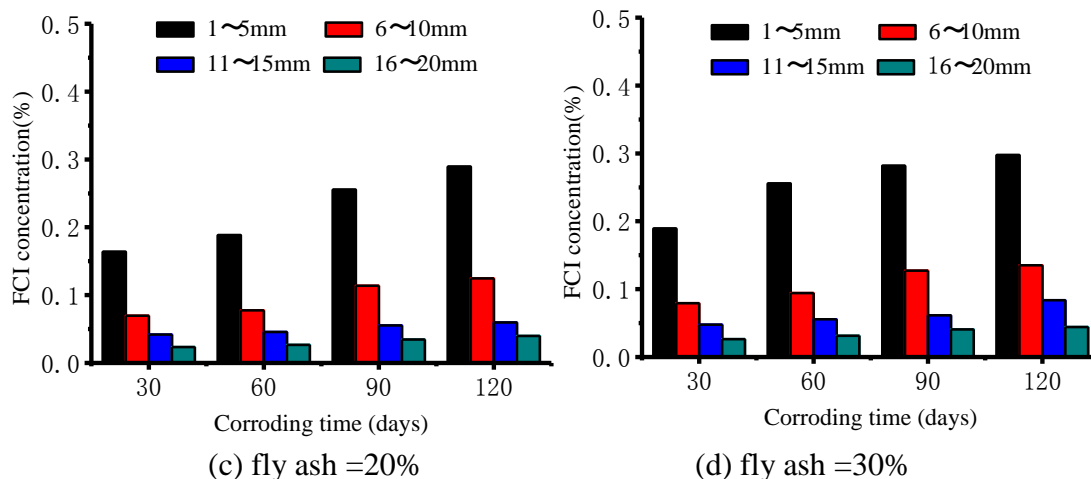 0.5
1~5mm 6~10mm
11~15mm 16~20mm
0.4
0.3
0.2
0.1
0.0
FCI concentration(%)
30 60 90 120
Corroding time (days)
(c) fly ash =20%
0.5
1~5mm 6~10mm
11~15mm 16~20mm
0.4
0.3
0.2
0.1
0.0
FCI concentration(%)
30 60 90 120
Corroding time (days)
(d) fly ash =30%